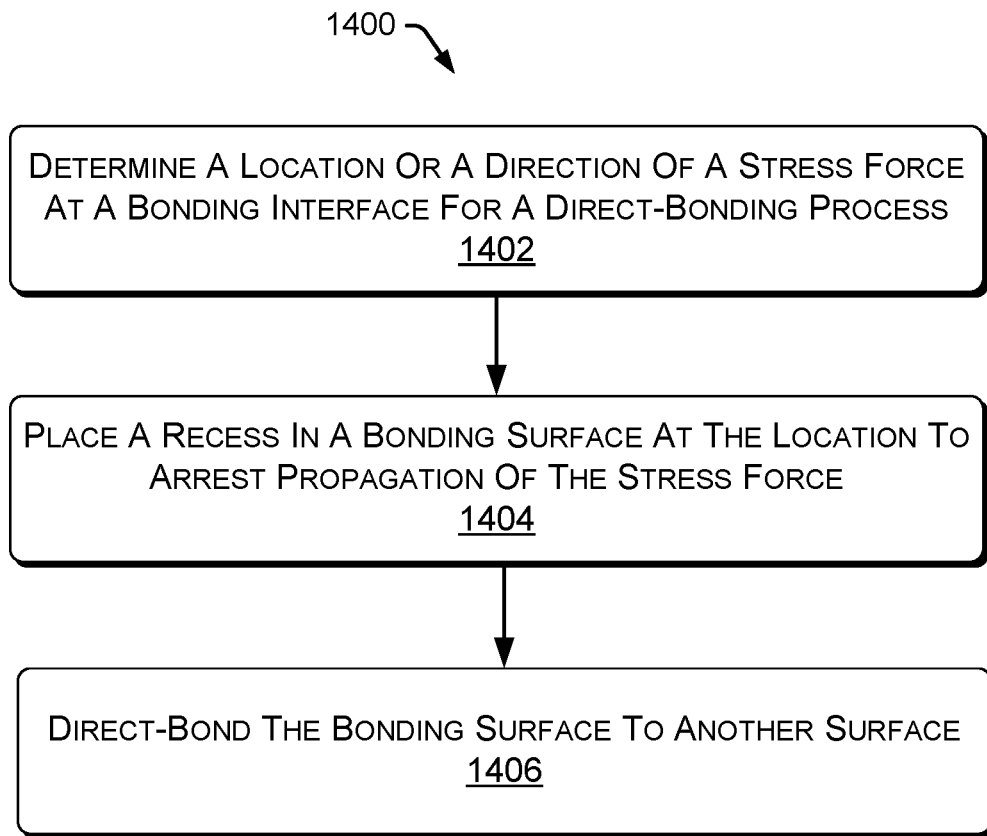 1400
DETERMINE A LOCATION OR A DIRECTION OF A STRESS FORCE
AT A BONDING INTERFACE FOR A DIRECT-BONDING PROCESS
1402
PLACE A RECESS IN A BONDING SURFACE AT THE LOCATION TO
ARREST PROPAGATION OF THE STRESS FORCE
1404
DIRECT-BOND THE BONDING SURFACE TO ANOTHER SURFACE
1406